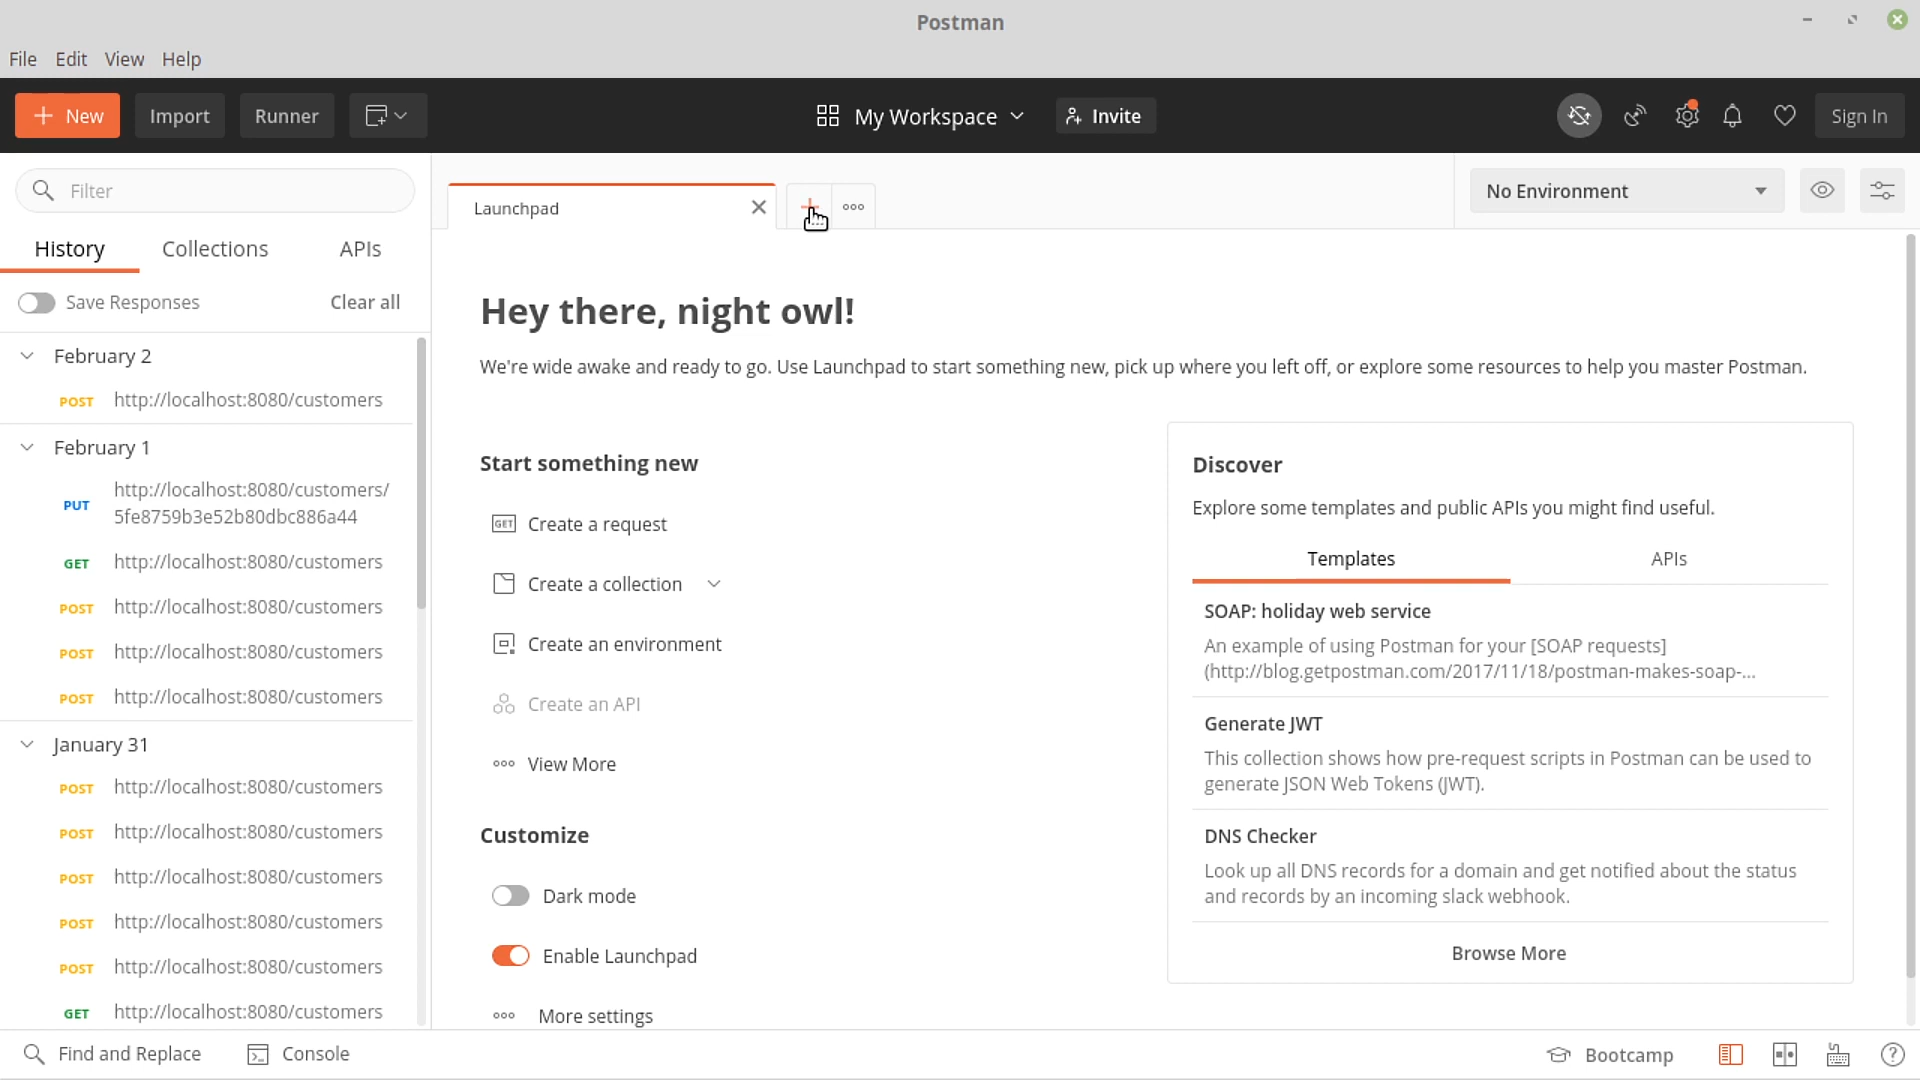 Postman
File Edit View Help
New Import Runner My Workspace Invite Sign In
Filter
Launchpad
No Environment
History Collections APIs
Save Responses Clear all
February 2
POST http://localhost:8080/customers
February 1
PUT http://localhost:8080/customers/
5fe8759b3e52b80dbc886a44
GET http://localhost:8080/customers
POST http://localhost:8080/customers
POST http://localhost:8080/customers
POST http://localhost:8080/customers
January 31
POST http://localhost:8080/customers
POST http://localhost:8080/customers
POST http://localhost:8080/customers
POST http://localhost:8080/customers
POST http://localhost:8080/customers
GET http://localhost:8080/customers
Hey there, night owl!
We're wide awake and ready to go. Use Launchpad to start something new, pick up where you left off, or explore some resources to help you master Postman.
Start something new
GET Create a request
Create a collection
Create an environment
Create an API
View More
Customize
Dark mode
Enable Launchpad
More settings
Discover
Explore some templates and public APIs you might find useful.
Templates APIs
SOAP: holiday web service
An example of using Postman for your [SOAP requests]
(http://blog.getpostman.com/2017/11/18/postman-makes-soap-...
Generate JWT
This collection shows how pre-request scripts in Postman can be used to
generate JSON Web Tokens (JWT).
DNS Checker
Look up all DNS records for a domain and get notified about the status
and records by an incoming slack webhook.
Browse More
Find and Replace Console Bootcamp